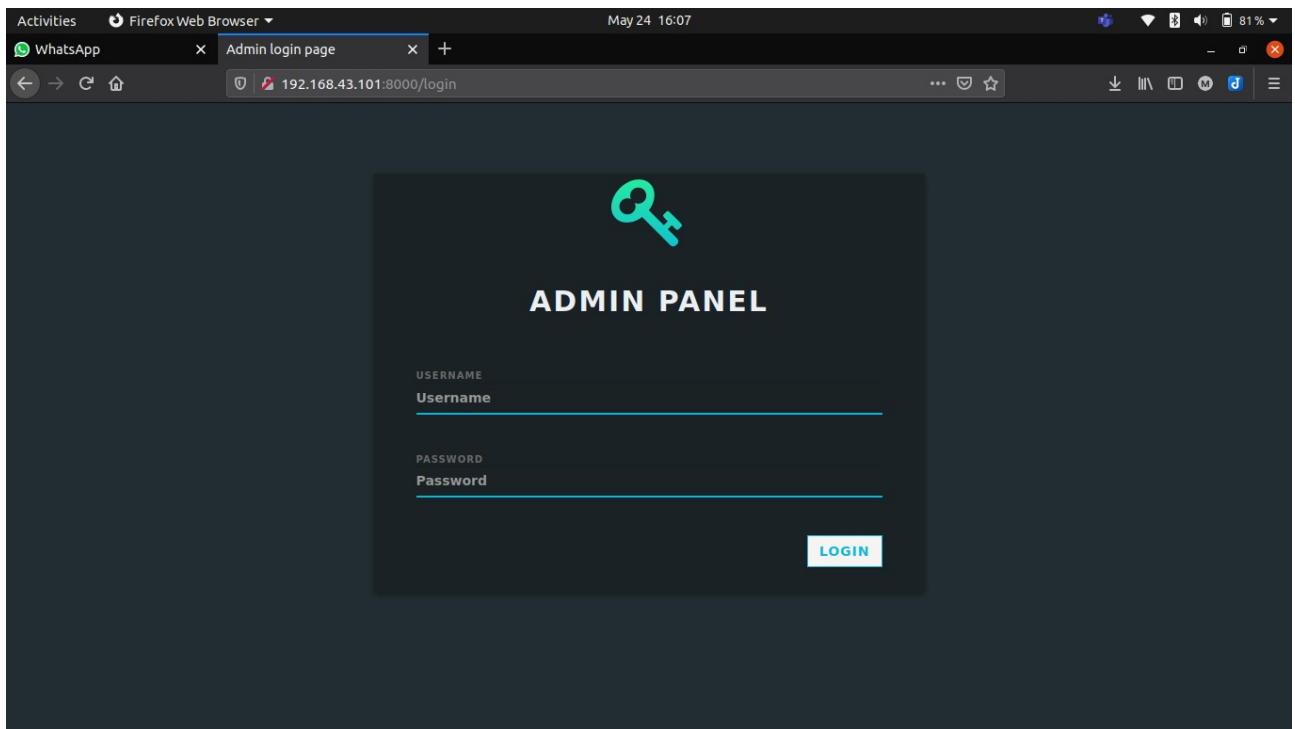 Activities Firefox Web Browser May 24 16:07 81%
WhatsApp Admin login page
192.168.43.101:8000/login M
ADMIN PANEL
USERNAME
Username
PASSWORD
Password
LOGIN